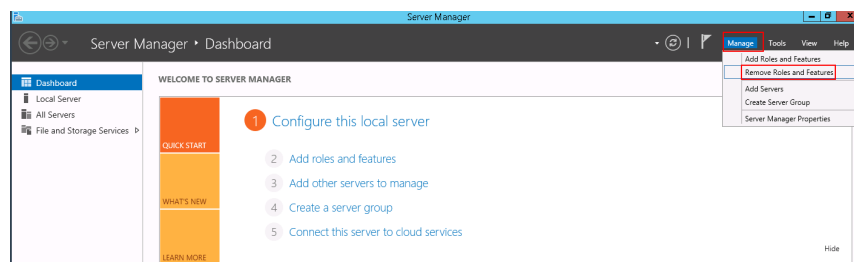 Server Manager
Server Manager • Dashboard
Manage Tools View Help
Add Roles and Features
Remove Roles and Features
Add Servers
Create Server Group
Server Manager Properties
Dashboard
Local Server
All Servers
File and Storage Services
WELCOME TO SERVER MANAGER
QUICK START
WHAT'S NEW
LEARN MORE
1 Configure this local server
2 Add roles and features
3 Add other servers to manage
4 Create a server group
5 Connect this server to cloud services
Hide